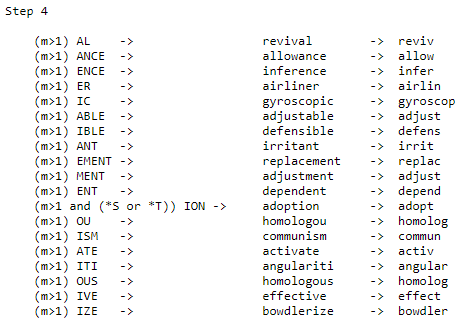 Step 4
(m>1) AL -> revival -> reviv
(m>1) ANCE -> allowance -> allow
(m>1) ENCE -> inference -> infer
(m>1) ER -> airliner -> airlin
(m>1) IC -> gyroscopic -> gyroscop
(m>1) ABLE -> adjustable -> adjust
(m>1) IBLE -> defensible -> defens
(m>1) ANT -> irritant -> irrit
(m>1) EMENT -> replacement -> replac
(m>1) MENT -> adjustment -> adjust
(m>1) ENT -> dependent -> depend
(m>1 and (*S or *T)) ION -> adoption -> adopt
(m>1) OU -> homologou -> homolog
(m>1) ISM -> communism -> commun
(m>1) ATE -> activate -> activ
(m>1) ITI -> angulariti -> angular
(m>1) OUS -> homologous -> homolog
(m>1) IVE -> effective -> effect
(m>1) IZE -> bowdlerize -> bowdler